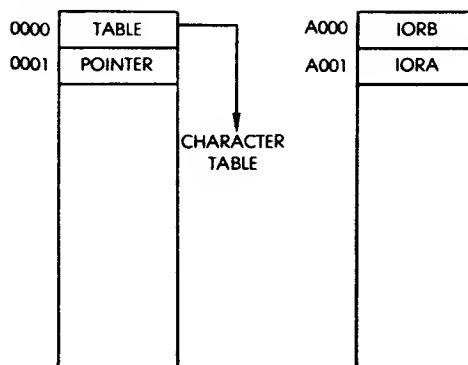 0000 TABLE
0001 POINTER
CHARACTER
TABLE
A000 IORB
A001 IORA